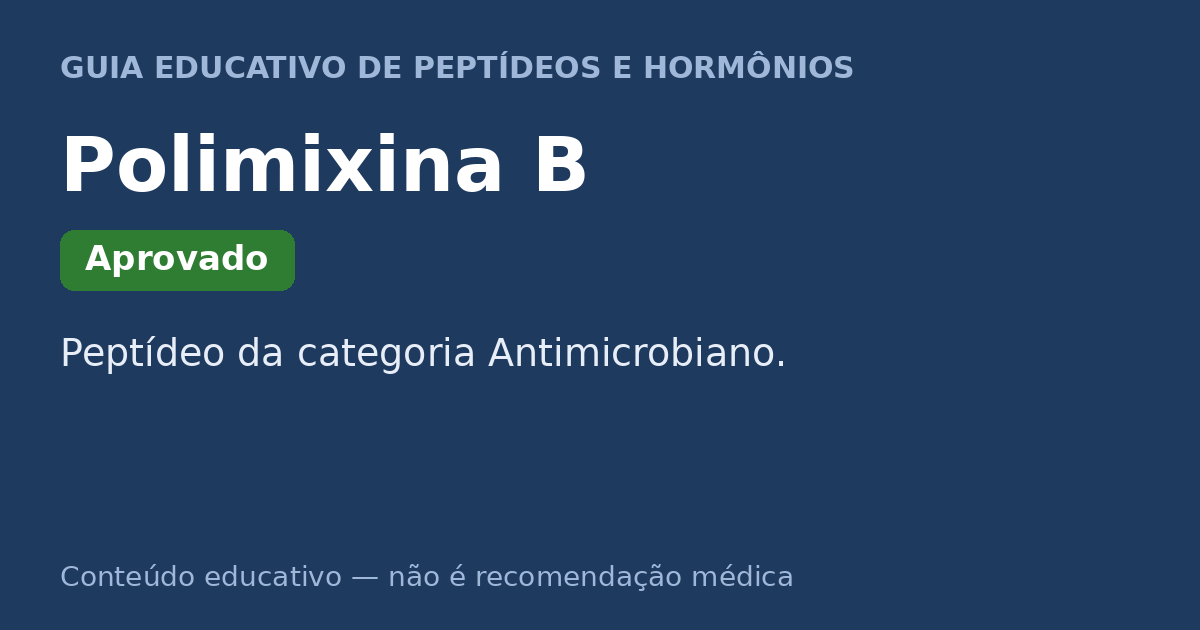 GUIA EDUCATIVO DE PEPTÍDEOS E HORMÔNIOS
Polimixina B
Aprovado
Peptídeo da categoria Antimicrobiano.
Conteúdo educativo — não é recomendação médica